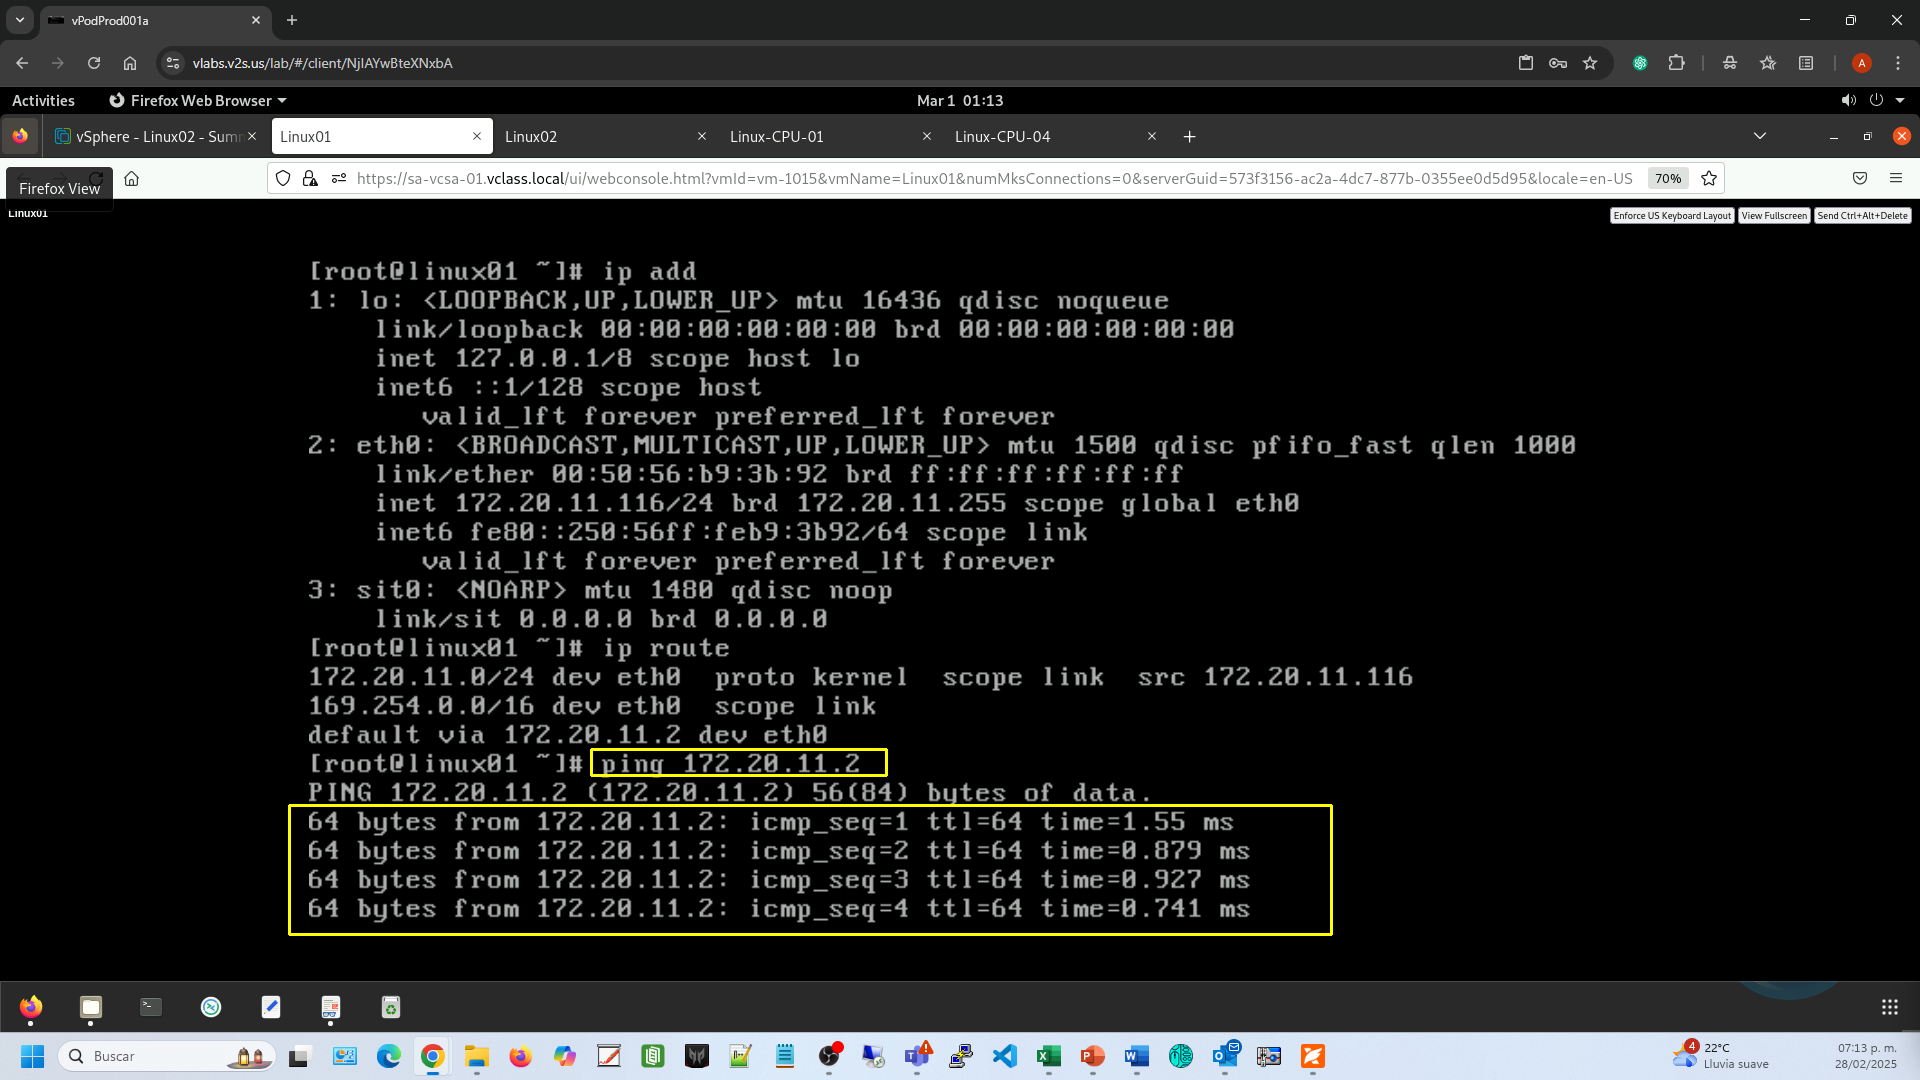 vPodProd001a
vlabs.v2s.us/lab/#/client/NjIAYwBteXNxbA
A
Activities
Firefox Web Browser
Mar 1 01:13
vSphere - Linux02 - Sum
Linux01
Linux02
Linux-CPU-01
Linux-CPU-04
Firefox View
https://sa-vcsa-01.vclass.local/ui/webconsole.html?vmId=vm-1015&vmName=Linux01&numMksConnections=0&serverGuid=573f3156-ac2a-4dc7-877b-0355ee0d5d95&locale=en-US
70%
Linux01
Enforce US Keyboard Layout
View Fullscreen
Send Ctrl+Alt+Delete
[root@linux01 ~]# ip add
1: lo: <LOOPBACK,UP,LOWER_UP> mtu 16436 qdisc noqueue
link/loopback 00:00:00:00:00:00 brd 00:00:00:00:00:00
inet 127.0.0.1/8 scope host lo
inet6 ::1/128 scope host
valid_lft forever preferred_lft forever
2: eth0: <BROADCAST,MULTICAST,UP,LOWER_UP> mtu 1500 qdisc pfifo_fast qlen 1000
link/ether 00:50:56:b9:3b:92 brd ff:ff:ff:ff:ff:ff
inet 172.20.11.116/24 brd 172.20.11.255 scope global eth0
inet6 fe80::250:56ff:feb9:3b92/64 scope link
valid_lft forever preferred_lft forever
3: sit0: <NOARP> mtu 1480 qdisc noop
link/sit 0.0.0.0 brd 0.0.0.0
[root@linux01 ~]# ip route
172.20.11.0/24 dev eth0  proto kernel  scope link  src 172.20.11.116
169.254.0.0/16 dev eth0  scope link
default via 172.20.11.2 dev eth0
[root@linux01 ~]# ping 172.20.11.2
PING 172.20.11.2 (172.20.11.2) 56(84) bytes of data.
64 bytes from 172.20.11.2: icmp_seq=1 ttl=64 time=1.55 ms
64 bytes from 172.20.11.2: icmp_seq=2 ttl=64 time=0.879 ms
64 bytes from 172.20.11.2: icmp_seq=3 ttl=64 time=0.927 ms
64 bytes from 172.20.11.2: icmp_seq=4 ttl=64 time=0.741 ms
Buscar
4
22°C
Lluvia suave
07:13 p. m.
28/02/2025